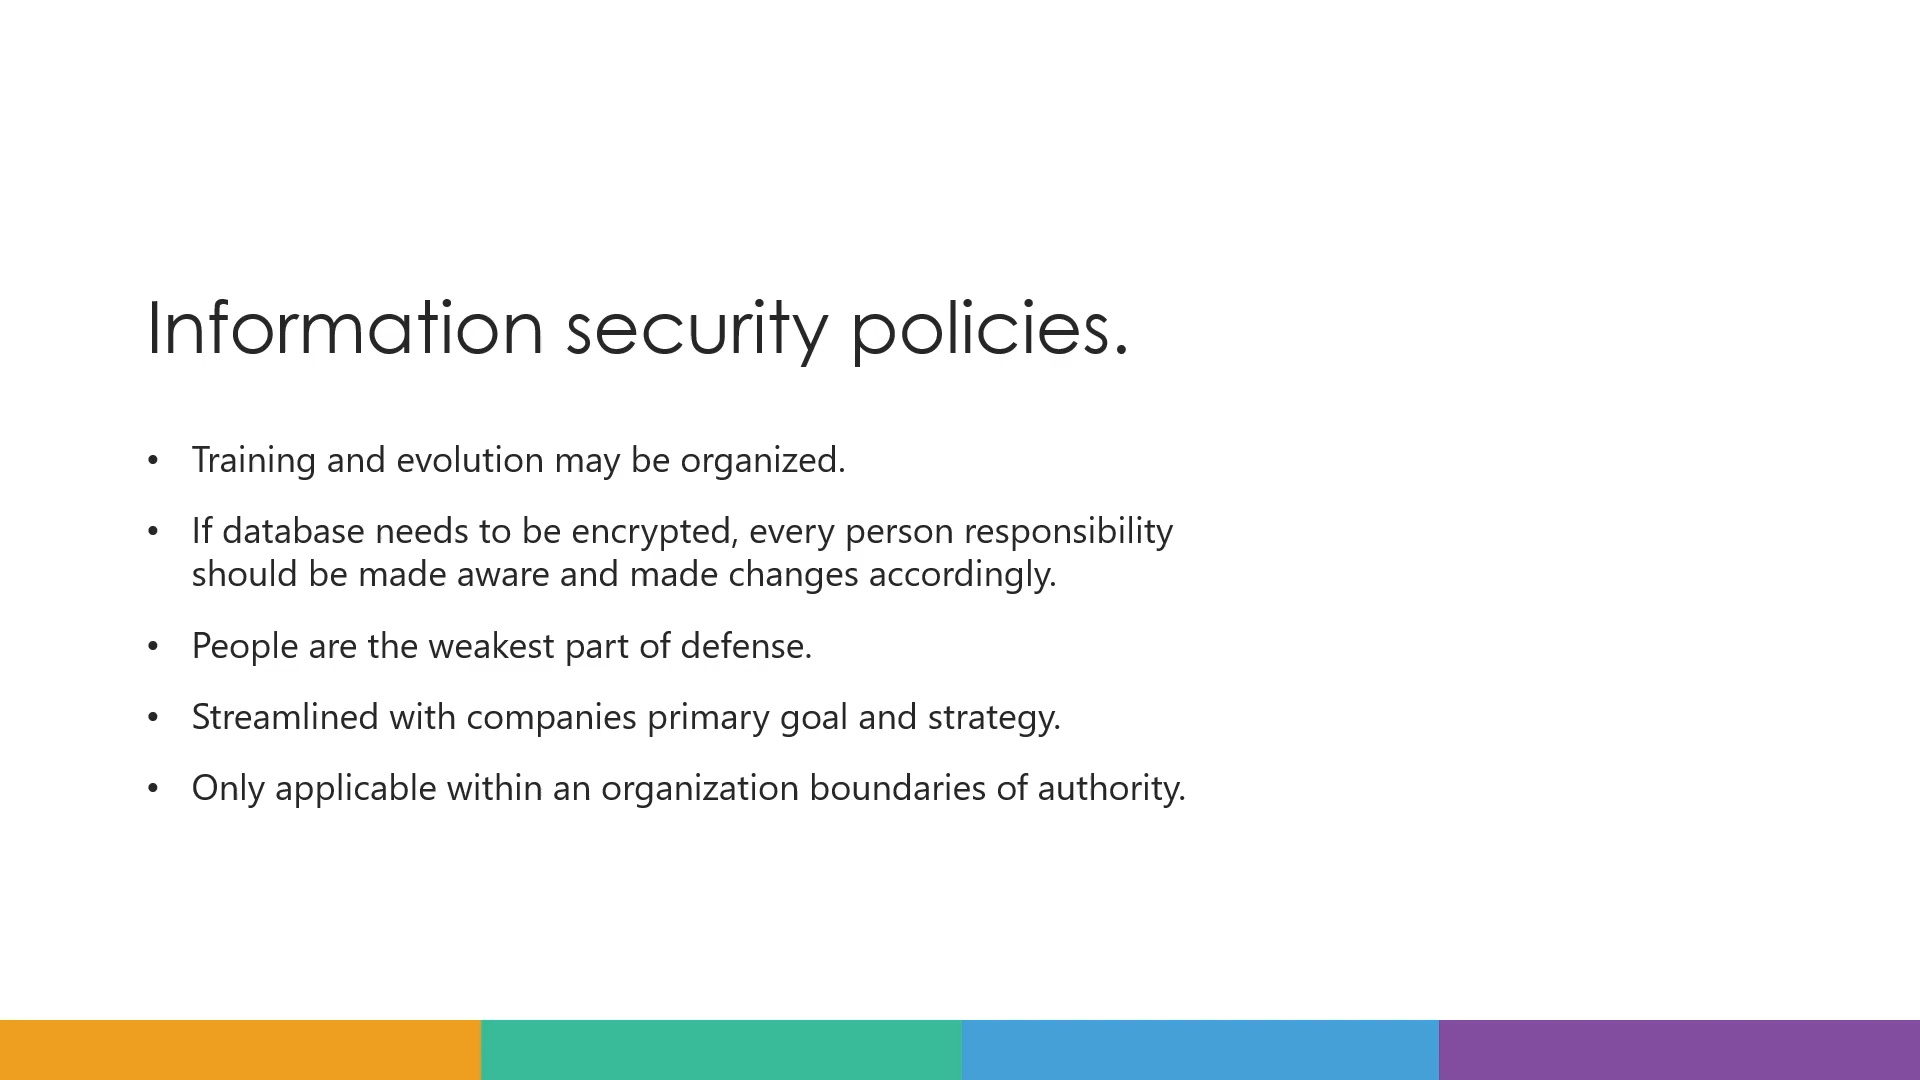 Information security policies.
• Training and evolution may be organized.
• If database needs to be encrypted, every person responsibility
should be made aware and made changes accordingly.
• People are the weakest part of defense.
• Streamlined with companies primary goal and strategy.
• Only applicable within an organization boundaries of authority.